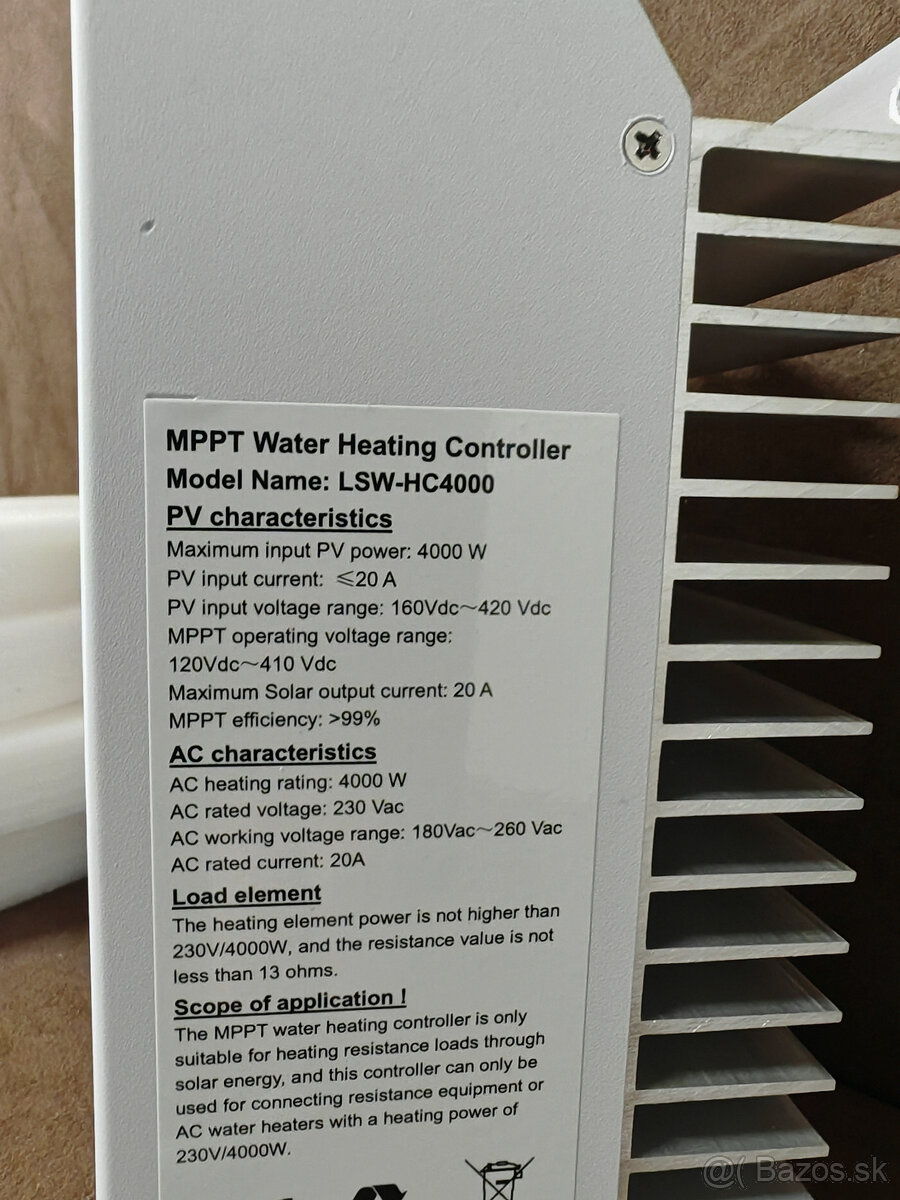 MPPT Water Heating Controller
Model Name: LSW-HC4000
PV characteristics
Maximum input PV power: 4000 W
PV input current: ≤20 A
PV input voltage range: 160Vdc～420 Vdc
MPPT operating voltage range:
120Vdc～410 Vdc
Maximum Solar output current: 20 A
MPPT efficiency: >99%
AC characteristics
AC heating rating: 4000 W
AC rated voltage: 230 Vac
AC working voltage range: 180Vac～260 Vac
AC rated current: 20A
Load element
The heating element power is not higher than
230V/4000W, and the resistance value is not
less than 13 ohms.
Scope of application !
The MPPT water heating controller is only
suitable for heating resistance loads through
solar energy, and this controller can only be
used for connecting resistance equipment or
AC water heaters with a heating power of
230V/4000W.
@( Bazos.sk